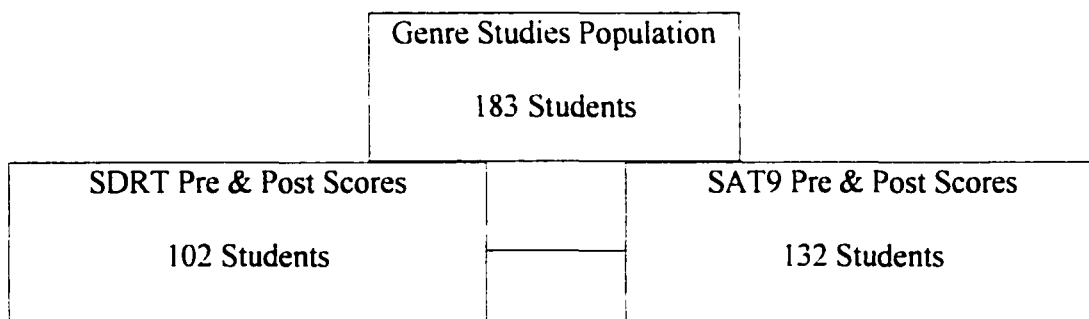 Genre Studies Population
183 Students
SDRT Pre & Post Scores
102 Students
SAT9 Pre & Post Scores
132 Students